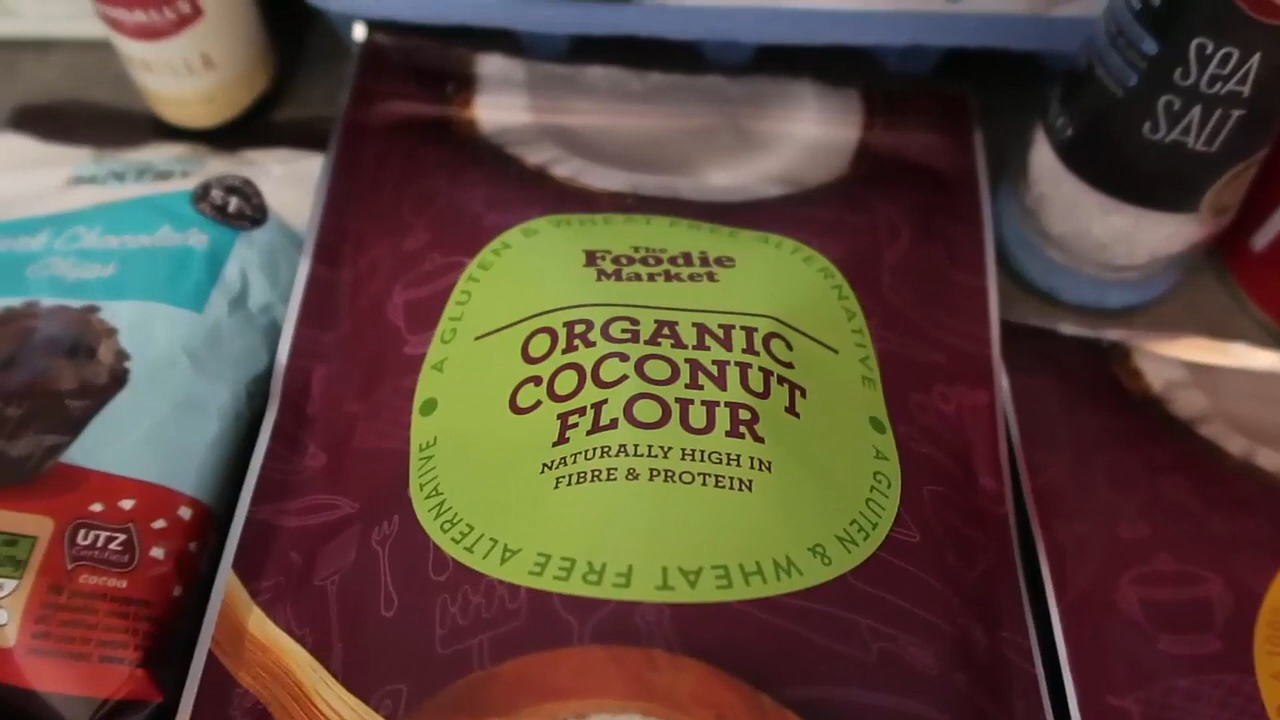 SEA
SALT
Chocolate
A GLUTEN & WHEAT FREE ALTERNATIVE
The
Foodie
Market
ORGANIC
COCONUT
FLOUR
NATURALLY HIGH IN
FIBRE & PROTEIN
A GLUTEN & WHEAT FREE ALTERNATIVE
UTZ
Certified
cocoa